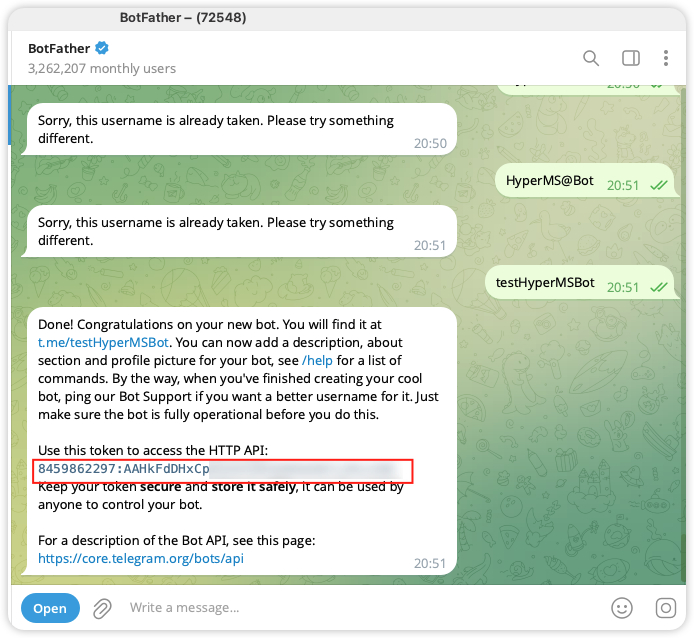 BotFather – (72548)
BotFather
3,262,207 monthly users
Sorry, this username is already taken. Please try something
different.
20:50
HyperMS@Bot 20:51
Sorry, this username is already taken. Please try something
different.
20:51
testHyperMSBot 20:51
Done! Congratulations on your new bot. You will find it at
t.me/testHyperMSBot. You can now add a description, about
section and profile picture for your bot, see /help for a list of
commands. By the way, when you've finished creating your cool
bot, ping our Bot Support if you want a better username for it. Just
make sure the bot is fully operational before you do this.
Use this token to access the HTTP API:
8459862297:AAHkFdDHxCp
Keep your token secure and store it safely, it can be used by
anyone to control your bot.
For a description of the Bot API, see this page:
https://core.telegram.org/bots/api
20:51
Open
Write a message...